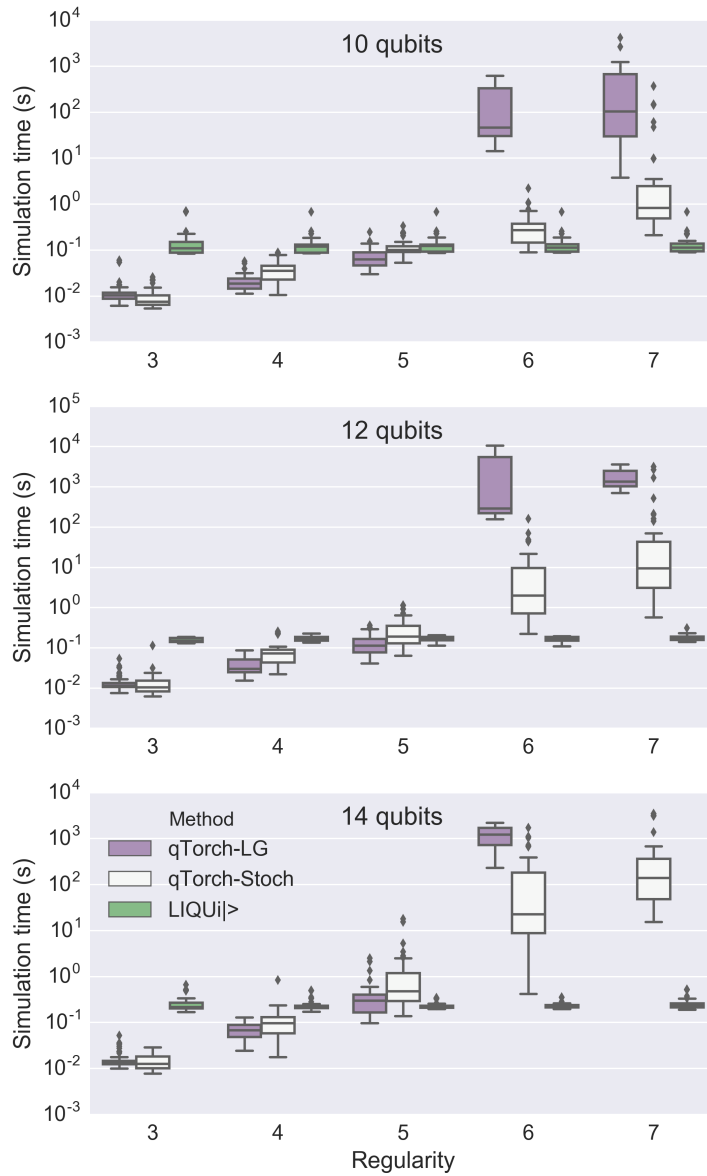 10 qubits
Simulation time (s)
10^4
10^3
10^2
10^1
10^0
10^-1
10^-2
10^-3
3 4 5 6 7
12 qubits
Simulation time (s)
10^5
10^4
10^3
10^2
10^1
10^0
10^-1
10^-2
10^-3
3 4 5 6 7
14 qubits
Simulation time (s)
10^4
10^3
10^2
10^1
10^0
10^-1
10^-2
10^-3
Method
qTorch-LG
qTorch-Stoch
LIQUi|>
3 4 5 6 7
Regularity